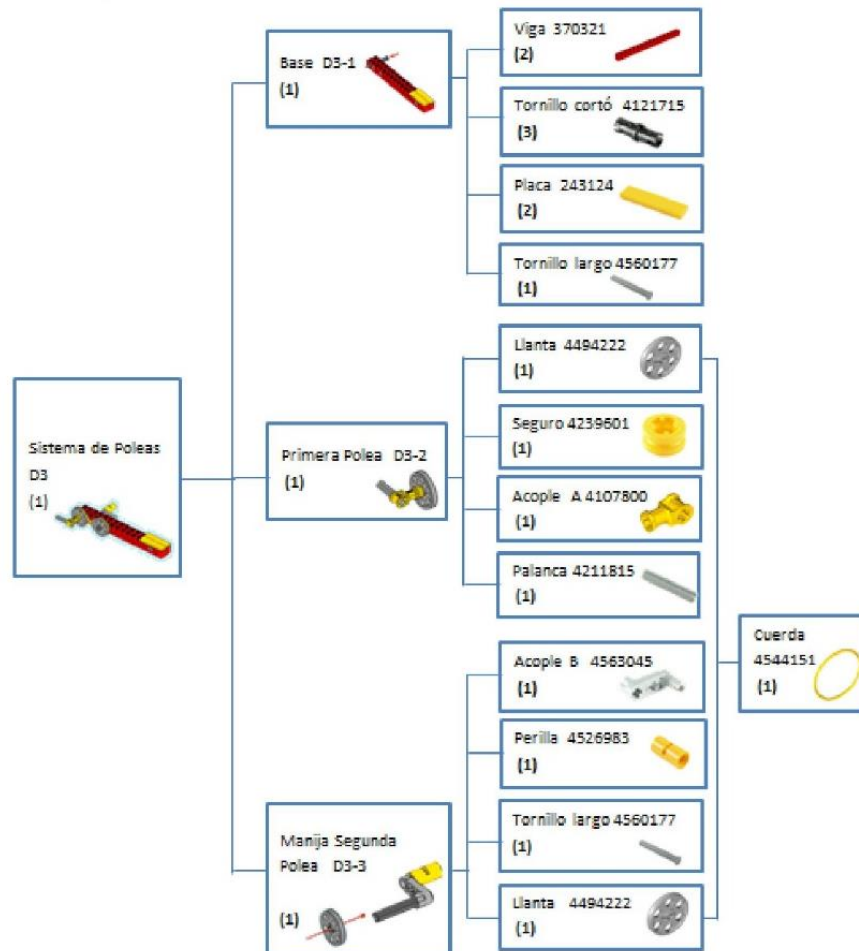 Sistema de Poleas
D3
(1)
Base D3-1
(1)
Viga 370321
(2)
Tornillo cortó 4121715
(3)
Placa 243124
(2)
Tornillo largo 4560177
(1)
Primera Polea D3-2
(1)
Llanta 4494222
(1)
Seguro 4239601
(1)
Acople A 4107800
(1)
Palanca 4211815
(1)
Manija Segunda
Polea D3-3
(1)
Acople B 4563045
(1)
Perilla 4526983
(1)
Tornillo largo 4560177
(1)
Llanta 4494222
(1)
Cuerda
4544151
(1)